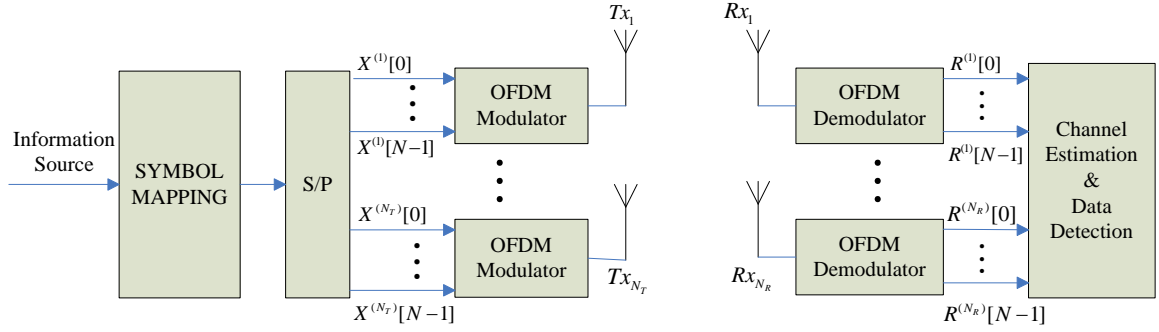 Information
Source
SYMBOL
MAPPING
S/P
X^{(1)}[0]
X^{(1)}[N-1]
X^{(N_T)}[0]
X^{(N_T)}[N-1]
OFDM
Modulator
OFDM
Modulator
Tx_1
Tx_{N_T}
Rx_1
Rx_{N_R}
OFDM
Demodulator
OFDM
Demodulator
R^{(1)}[0]
R^{(1)}[N-1]
R^{(N_R)}[0]
R^{(N_R)}[N-1]
Channel
Estimation
&
Data
Detection